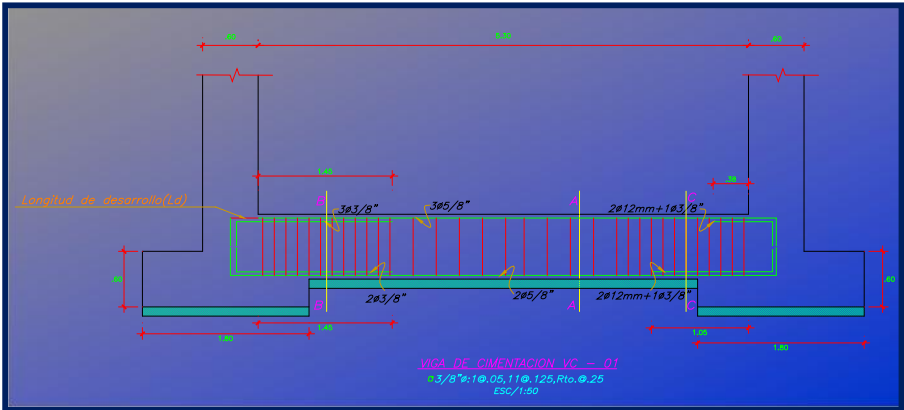 .60 5,30 .60
1,45 .38
Longitud de desarrollo(Ld)
B A C
3ø3/8" 3ø5/8" 2ø12mm+1ø3/8"
.60 .60
2ø3/8" 2ø5/8" 2ø12mm+1ø3/8"
B A C
1,80 1,45 1,05 1,80
VIGA DE CIMENTACION VC - 01
3/8"ø:1@.05,11@.125,Rto.@.25
ESC/1:50